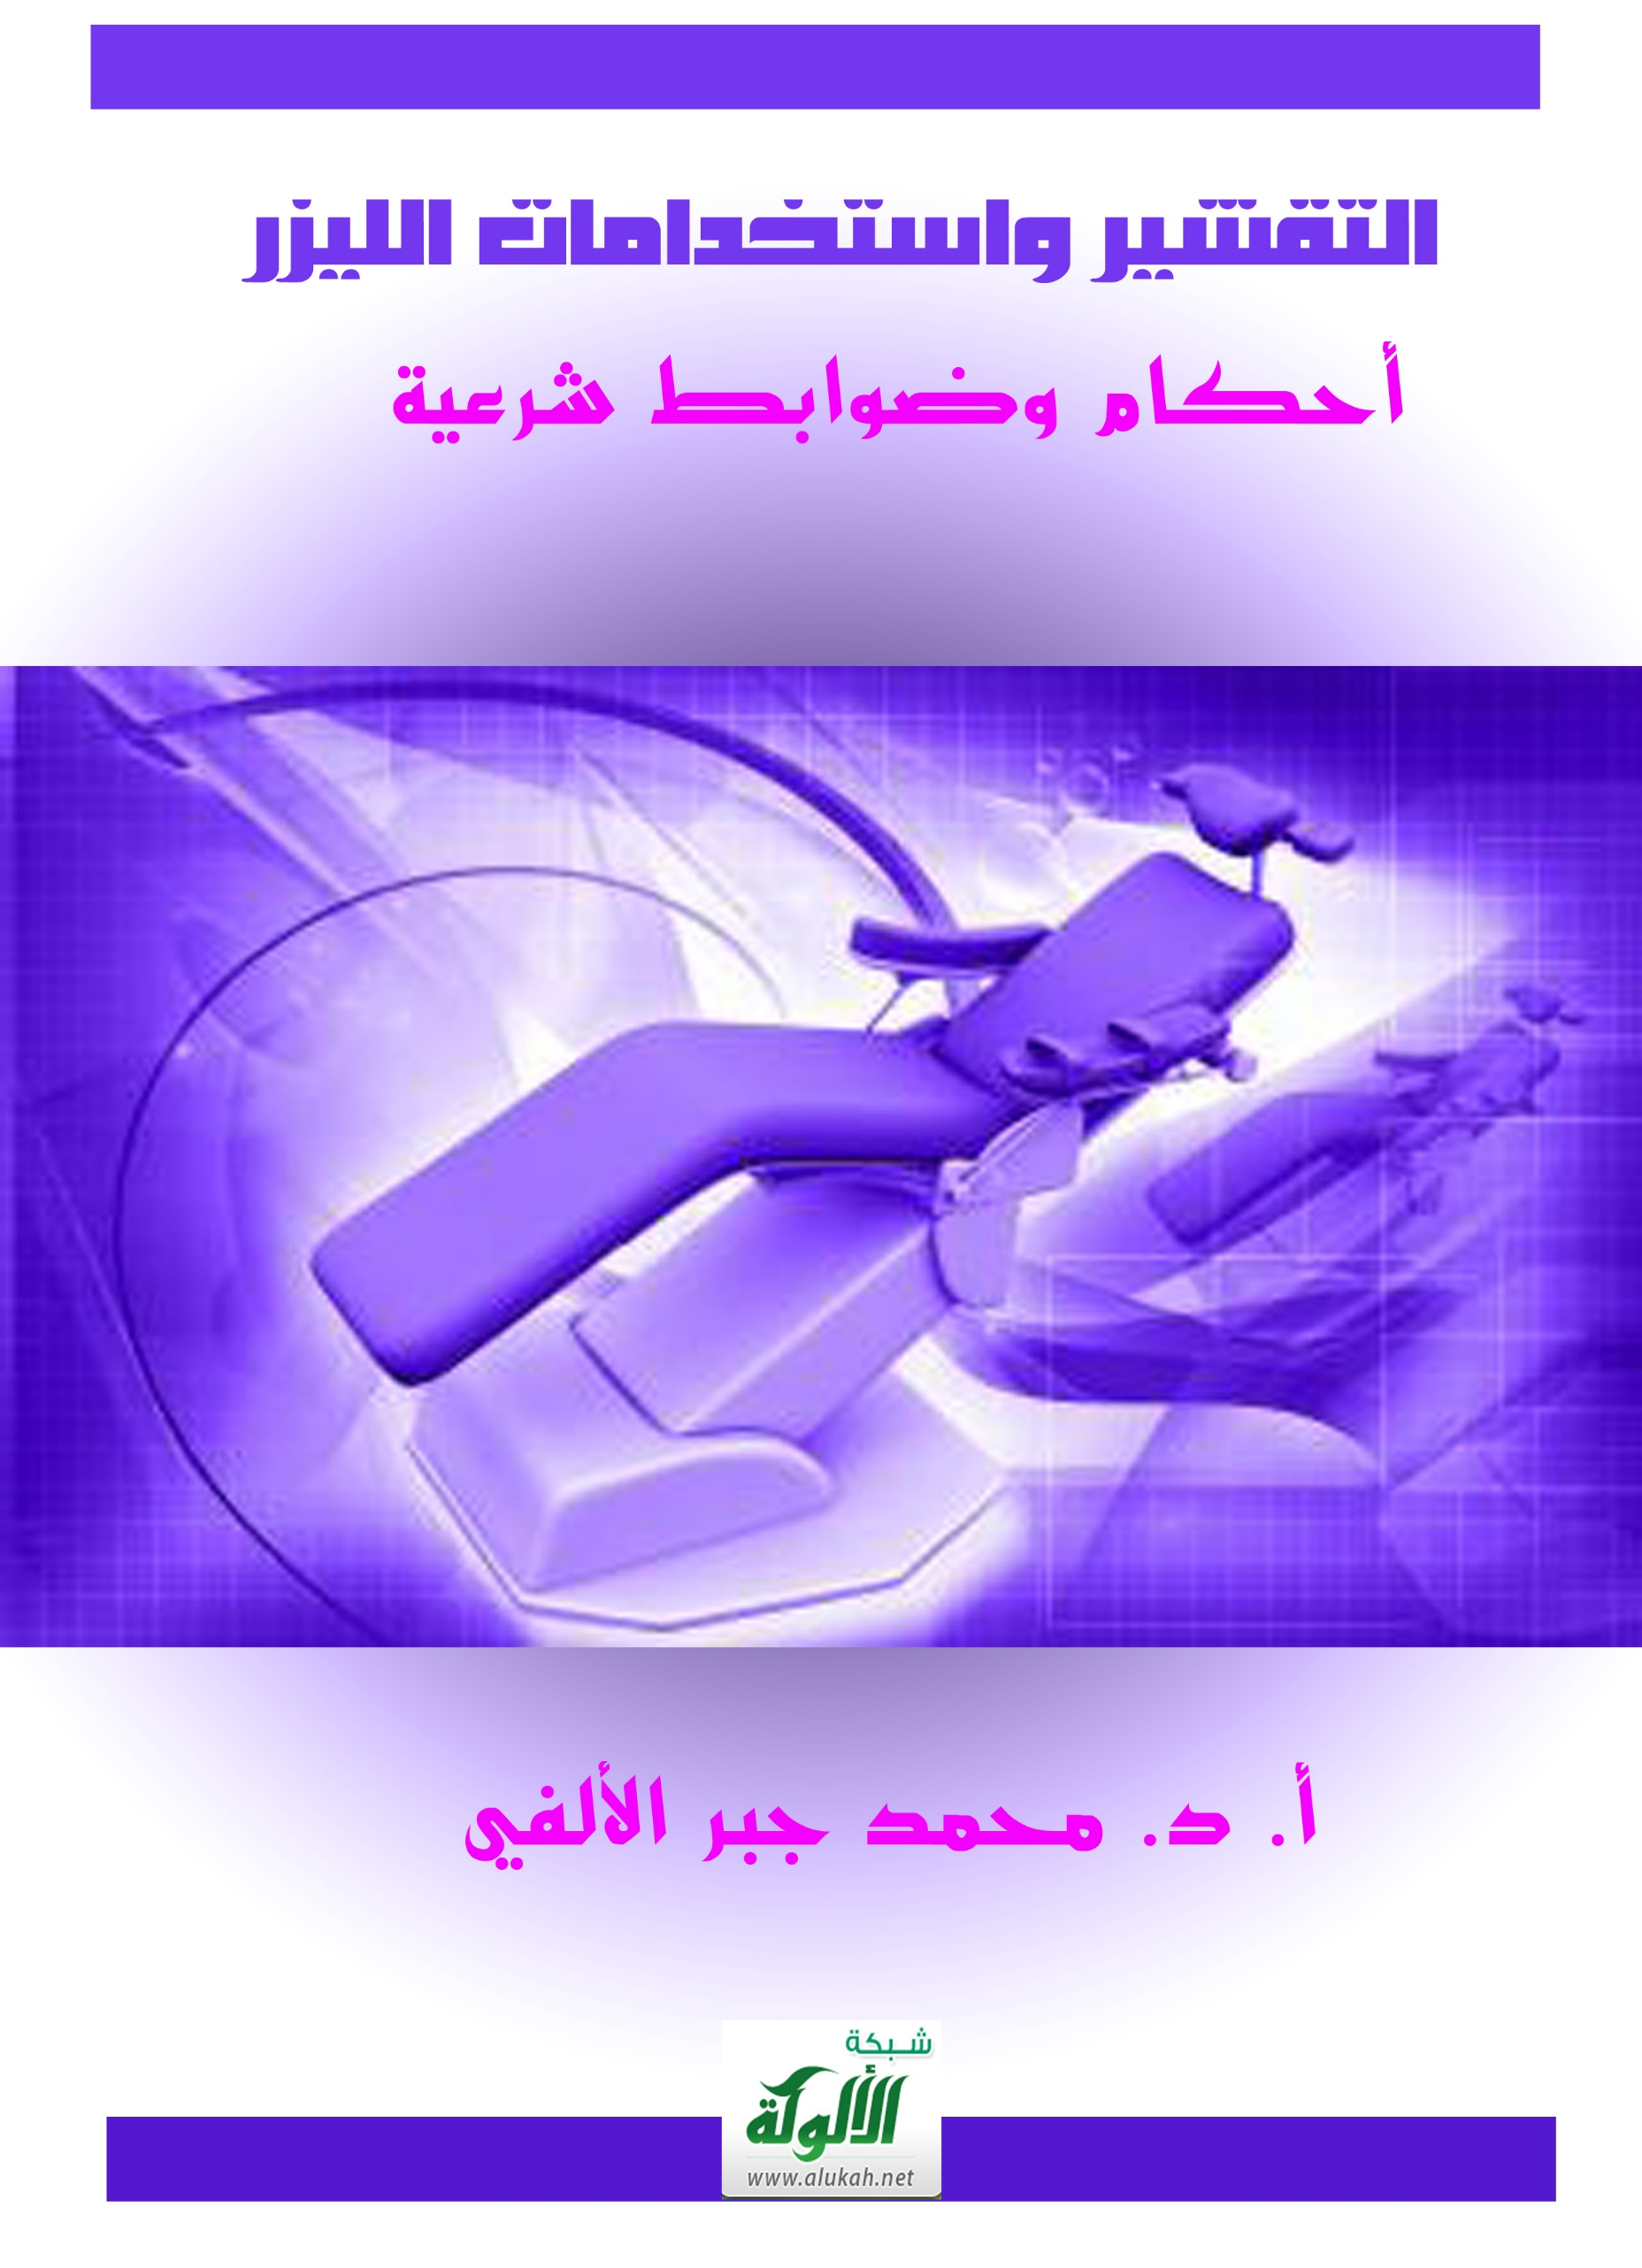 التقشير واستخدامات الليزر
أحكام وضوابط شرعية
أ. د. محمد جبر الألفي
شبكة
الألوكة
www.alukah.net